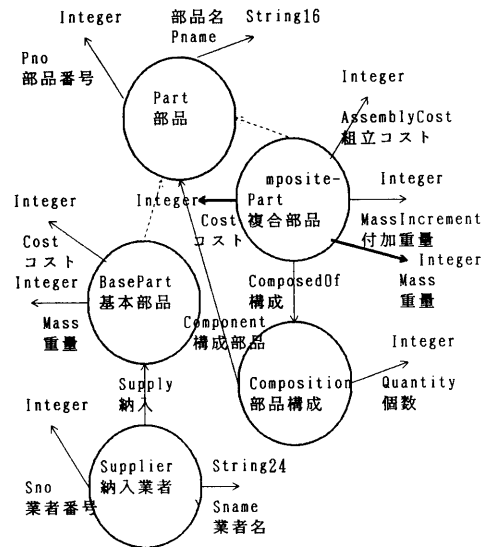 部品名
Integer
String16
Pname
Pno
部品番号
Integer
Part
部品
AssemblyCost
組立コスト
mposite-
Integer
Integer
Part
Cost
複合部品
コスト
MassIncrement
付加重量
Integer
Integer
Cost
コスト
Integer
BasePart
基本部品
ComposedOf
構成
Mass
重量
Mass
重量
Component
構成部品
Integer
Supply
納入
Composition
部品構成
Quantity
個数
Integer
Supplier
納入業者
String24
Sno
業者番号
Sname
業者名